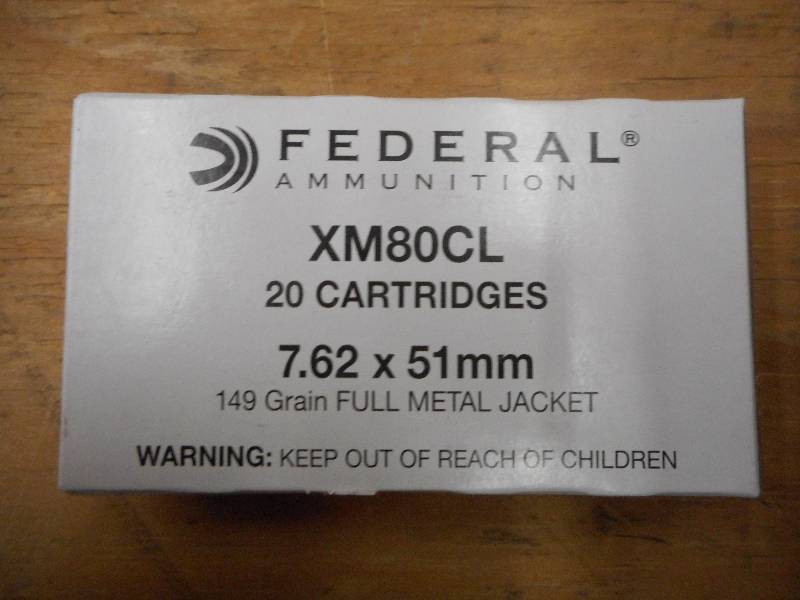 FEDERAL®
AMMUNITION
XM80CL
20 CARTRIDGES
7.62 x 51mm
149 Grain FULL METAL JACKET
WARNING: KEEP OUT OF REACH OF CHILDREN